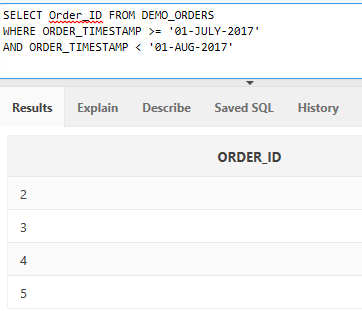 SELECT Order_ID FROM DEMO_ORDERS
WHERE ORDER_TIMESTAMP >= '01-JULY-2017'
AND ORDER_TIMESTAMP < '01-AUG-2017'
Results Explain Describe Saved SQL History
ORDER_ID
2
3
4
5